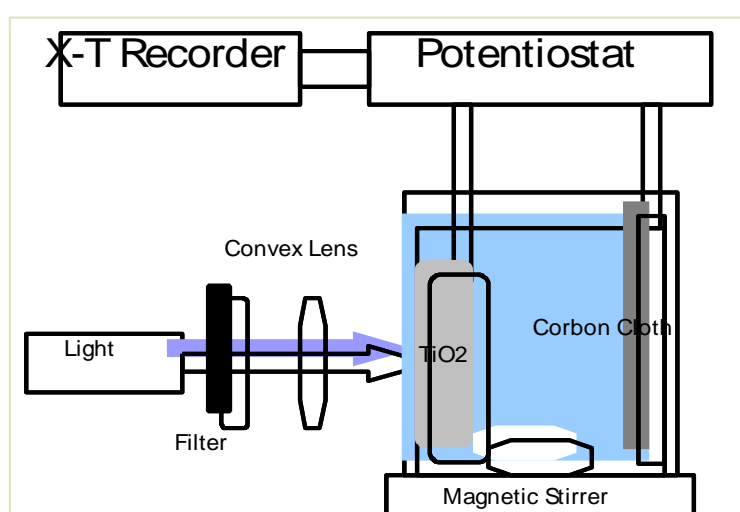 X-T Recorder
Potentiostat
Convex Lens
Light
TiO2
Corbon Cloth
Filter
Magnetic Stirrer